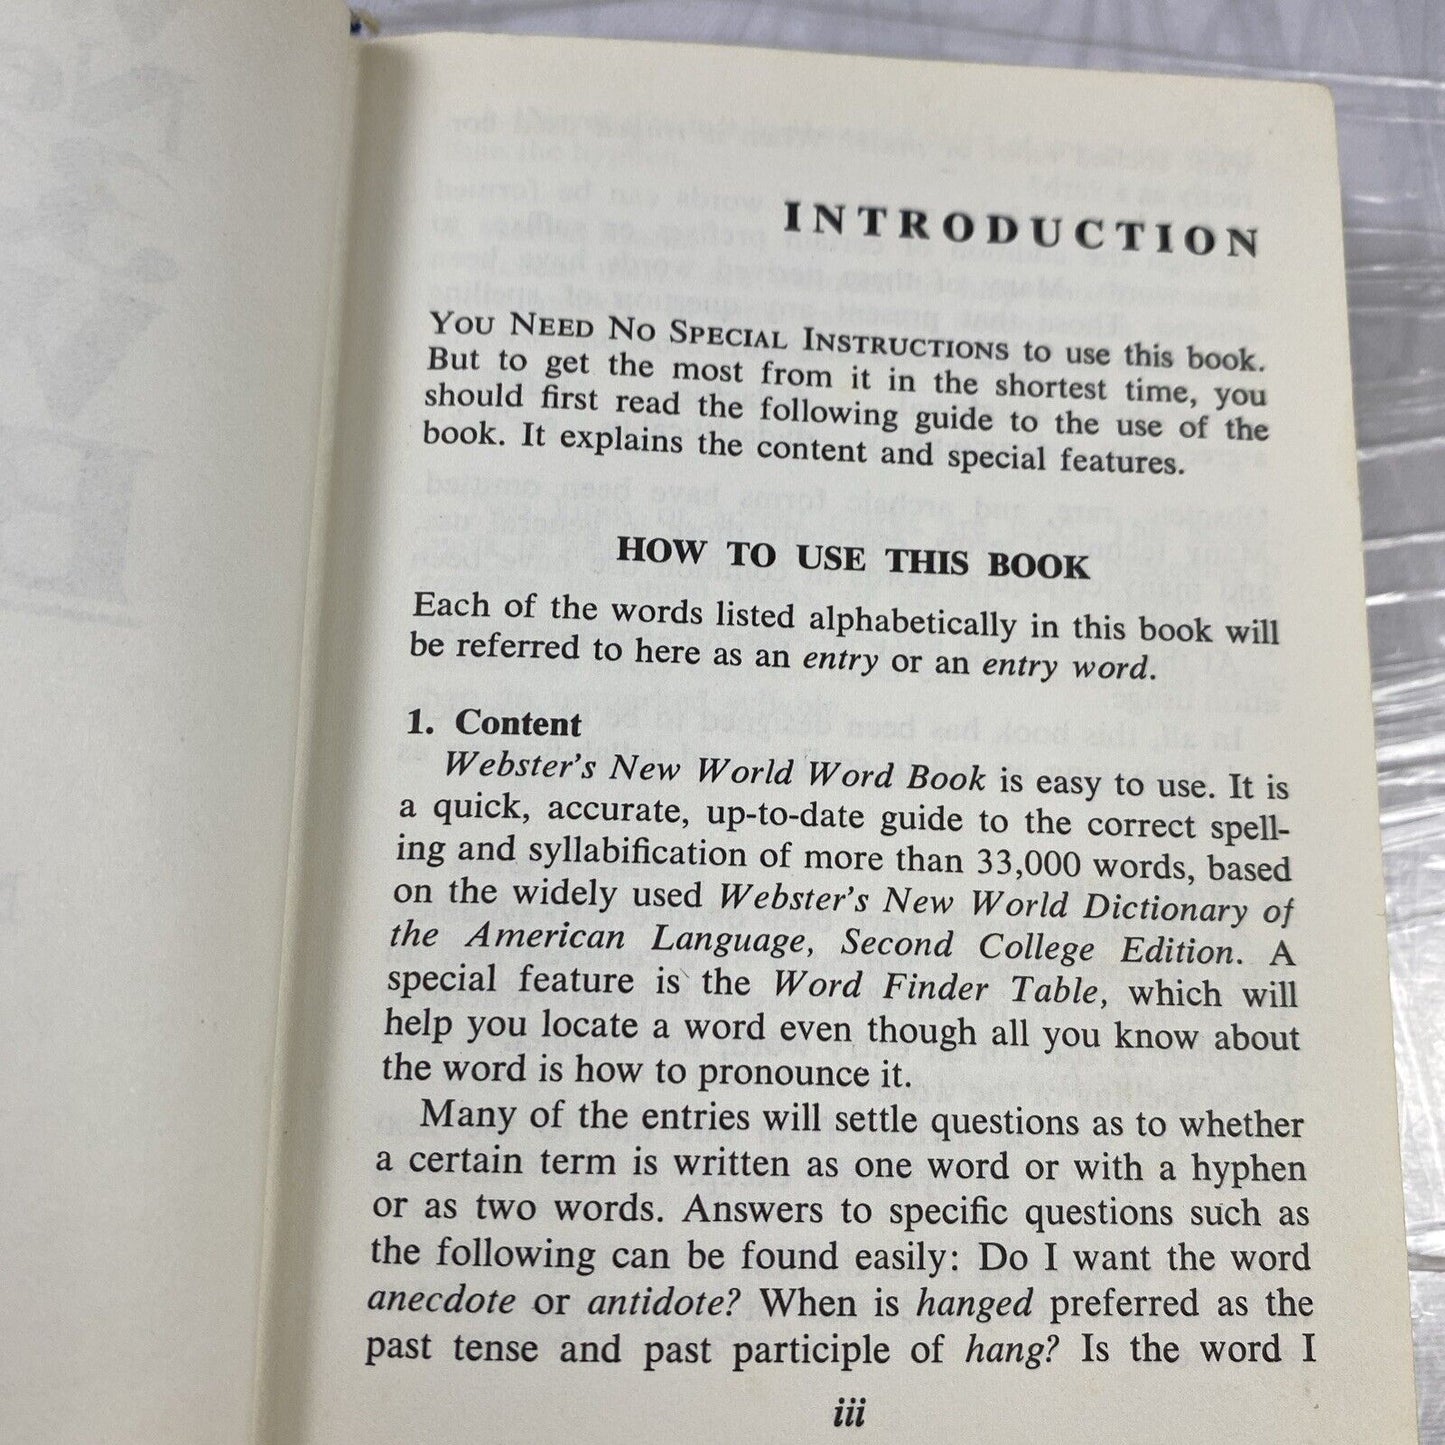 INTRODUCTION
YOU NEED NO SPECIAL INSTRUCTIONS to use this book.
But to get the most from it in the shortest time, you
should first read the following guide to the use of the
book. It explains the content and special features.
HOW TO USE THIS BOOK
Each of the words listed alphabetically in this book will
be referred to here as an entry or an entry word.
1. Content
Webster's New World Word Book is easy to use. It is
a quick, accurate, up-to-date guide to the correct spell-
ing and syllabification of more than 33,000 words, based
on the widely used Webster's New World Dictionary of
the American Language, Second College Edition. A
special feature is the Word Finder Table, which will
help you locate a word even though all you know about
the word is how to pronounce it.
Many of the entries will settle questions as to whether
a certain term is written as one word or with a hyphen
or as two words. Answers to specific questions such as
the following can be found easily: Do I want the word
anecdote or antidote? When is hanged preferred as the
past tense and past participle of hang? Is the word I
iii